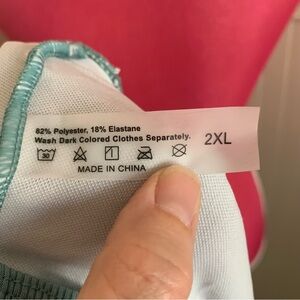 82% Polyester, 18% Elastane
Wash Dark Colored Clothes Separately.
30
2XL
MADE IN CHINA